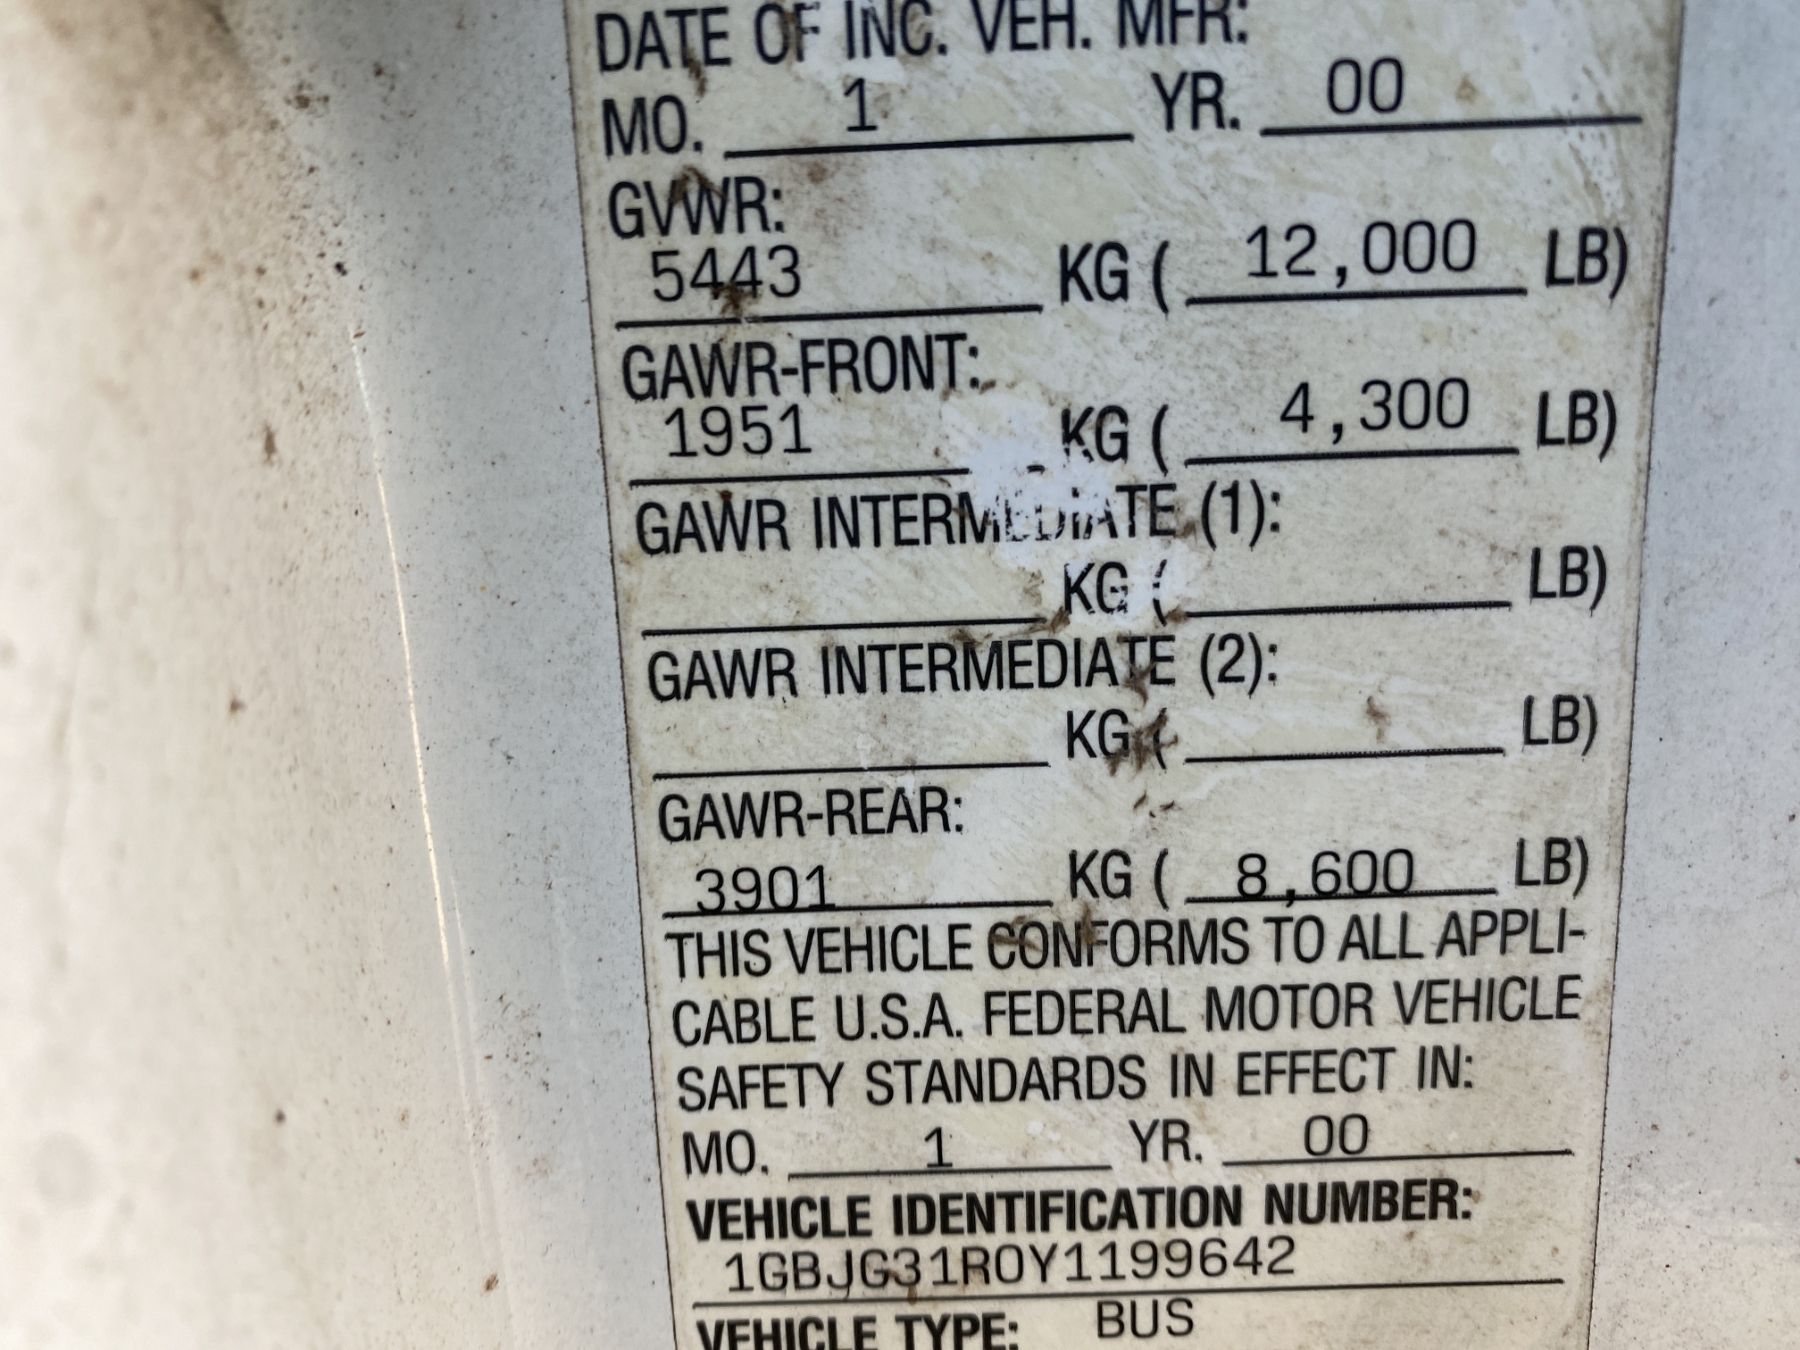 DATE OF INC. VEH. MFR:
MO. 1 YR. 00
GVWR:
5443 KG ( 12,000 LB)
GAWR-FRONT:
1951 KG ( 4,300 LB)
GAWR INTERMEDIATE (1):
KG ( LB)
GAWR INTERMEDIATE (2):
KG ( LB)
GAWR-REAR:
3901 KG ( 8,600 LB)
THIS VEHICLE CONFORMS TO ALL APPLI-
CABLE U.S.A. FEDERAL MOTOR VEHICLE
SAFETY STANDARDS IN EFFECT IN:
MO. 1 YR. 00
VEHICLE IDENTIFICATION NUMBER:
1GBJG31R0Y1199642
VEHICLE TYPE: BUS